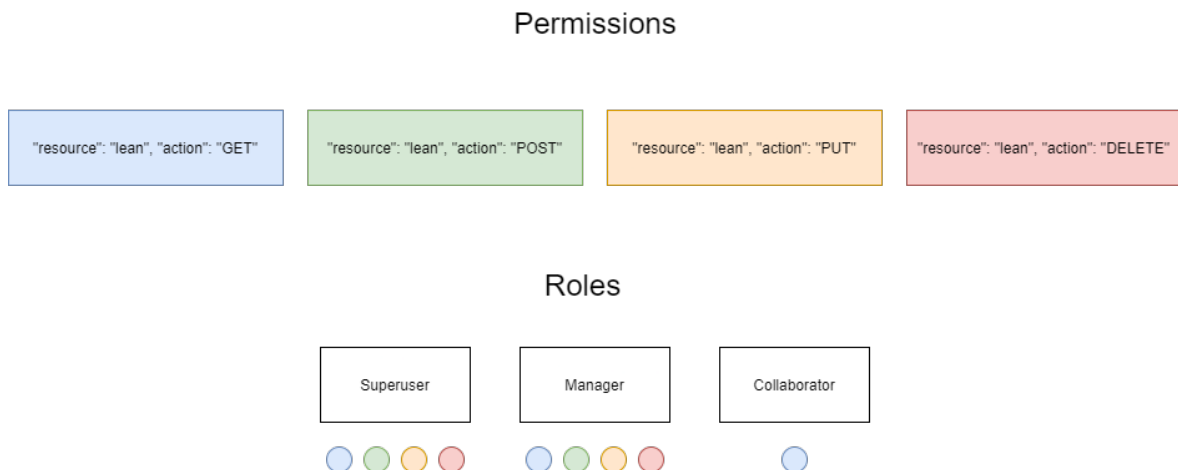 Permissions
"resource": "lean", "action": "GET"
"resource": "lean", "action": "POST"
"resource": "lean", "action": "PUT"
"resource": "lean", "action": "DELETE"
Roles
Superuser
Manager
Collaborator